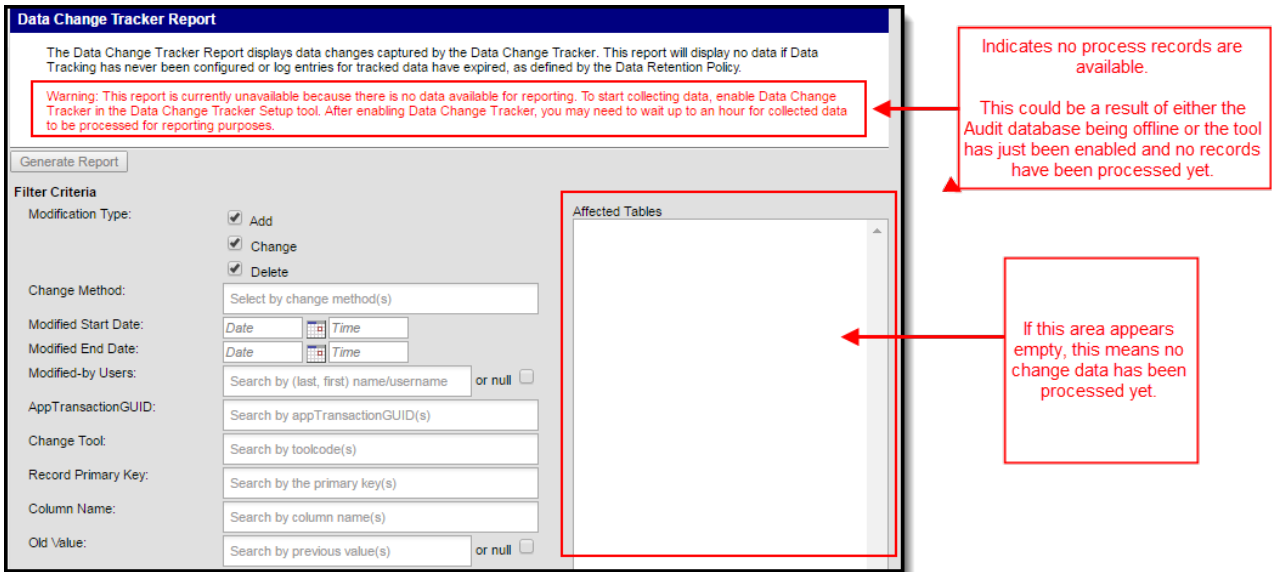 Data Change Tracker Report
The Data Change Tracker Report displays data changes captured by the Data Change Tracker. This report will display no data if Data
Tracking has never been configured or log entries for tracked data have expired, as defined by the Data Retention Policy.
Warning: This report is currently unavailable because there is no data available for reporting. To start collecting data, enable Data Change
Tracker in the Data Change Tracker Setup tool. After enabling Data Change Tracker, you may need to wait up to an hour for collected data
to be processed for reporting purposes.
Generate Report
Filter Criteria
Modification Type:
Add
Change
Delete
Change Method:
Select by change method(s)
Modified Start Date:
Date
Time
Modified End Date:
Date
Time
Modified-by Users:
Search by (last, first) name/username
or null
AppTransactionGUID:
Search by appTransactionGUID(s)
Change Tool:
Search by toolcode(s)
Record Primary Key:
Search by the primary key(s)
Column Name:
Search by column name(s)
Old Value:
Search by previous value(s)
or null
Affected Tables
Indicates no process records are
available.
This could be a result of either the
Audit database being offline or the tool
has just been enabled and no records
have been processed yet.
If this area appears
empty, this means no
change data has been
processed yet.